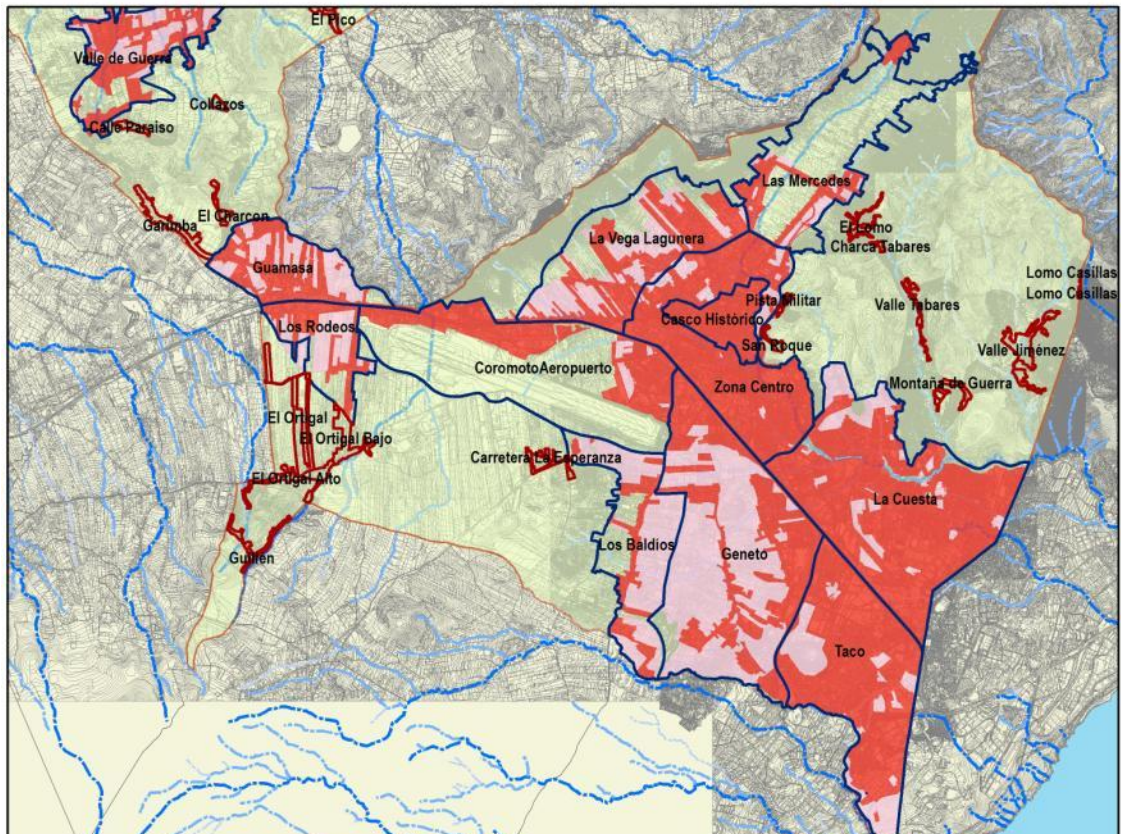 El Pico
Valle de Guerra
Collazos
Calle Paraiso
Las Mercedes
El Charcon
Garimba
El Lomo
La Vega Lagunera
Charca Tabares
Guamasa
Lomo Casillas
Lomo Casillas
Pista Militar
Valle Tabares
Los Rodeos
Casco Histórico
San Roque
Valle Jiménez
CoromotoAeropuerto
Zona Centro
Montaña de Guerra
El Ortigal
El Ortigal Bajo
Carretera La Esperanza
El Ortigal Alto
La Cuesta
Los Baldíos
Geneto
Guillén
Taco